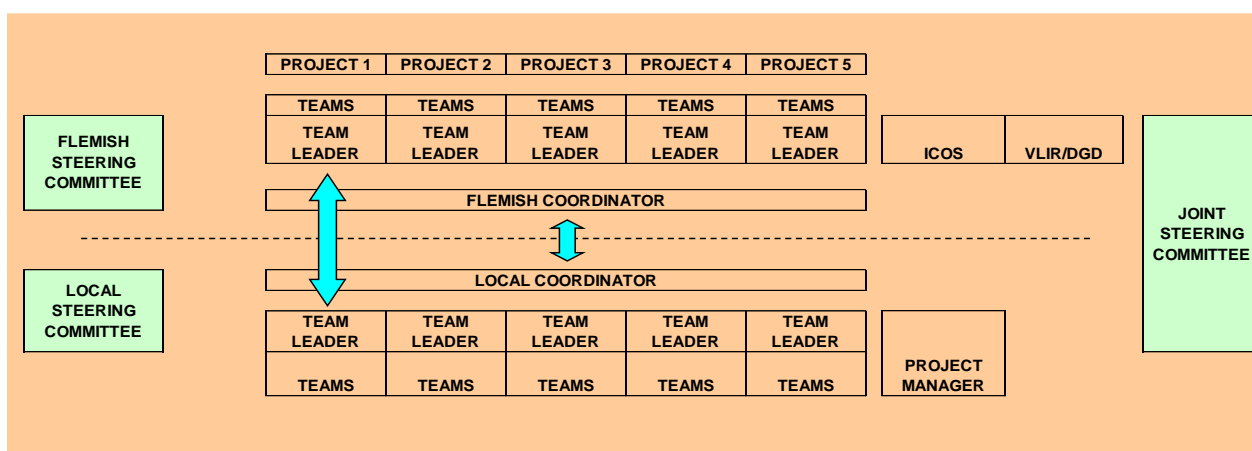 PROJECT 1 PROJECT 2 PROJECT 3 PROJECT 4 PROJECT 5
TEAMS TEAMS TEAMS TEAMS TEAMS
TEAM LEADER TEAM LEADER TEAM LEADER TEAM LEADER TEAM LEADER
FLEMISH
STEERING
COMMITTEE
ICOS VLIR/DGD
FLEMISH COORDINATOR
JOINT
STEERING
COMMITTEE
LOCAL COORDINATOR
LOCAL
STEERING
COMMITTEE
TEAM LEADER TEAM LEADER TEAM LEADER TEAM LEADER TEAM LEADER
TEAMS TEAMS TEAMS TEAMS TEAMS
PROJECT
MANAGER